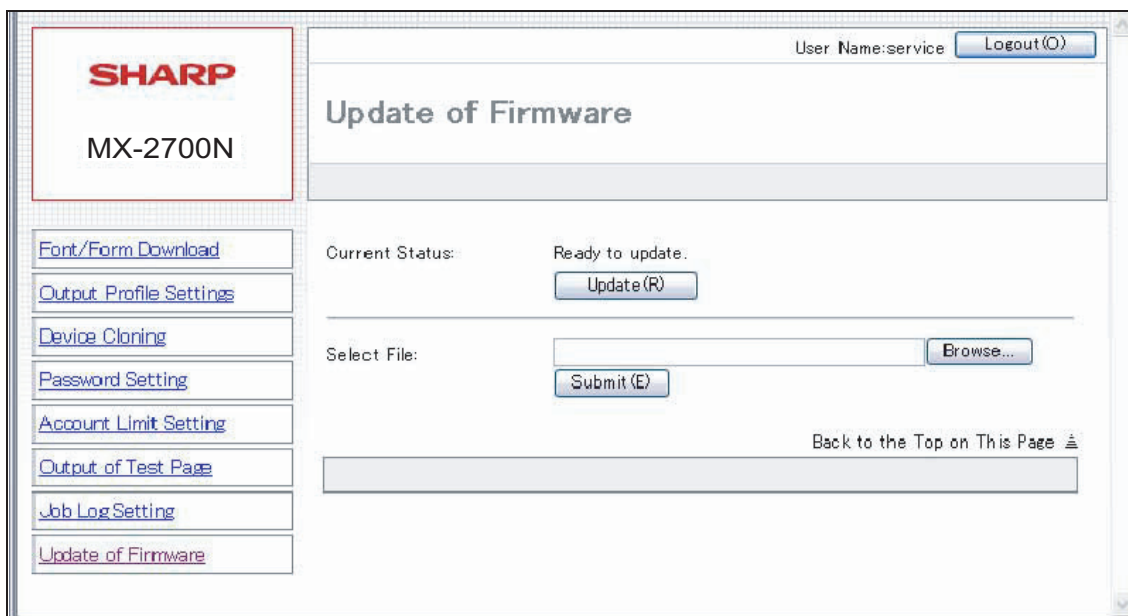 SHARP
MX-2700N
User Name:service Logout(O)
Update of Firmware
Font/Form Download
Output Profile Settings
Device Cloning
Password Setting
Account Limit Setting
Output of Test Page
Job Log Setting
Update of Firmware
Current Status: Ready to update.
Update(R)
Select File: Browse...
Submit(E)
Back to the Top on This Page